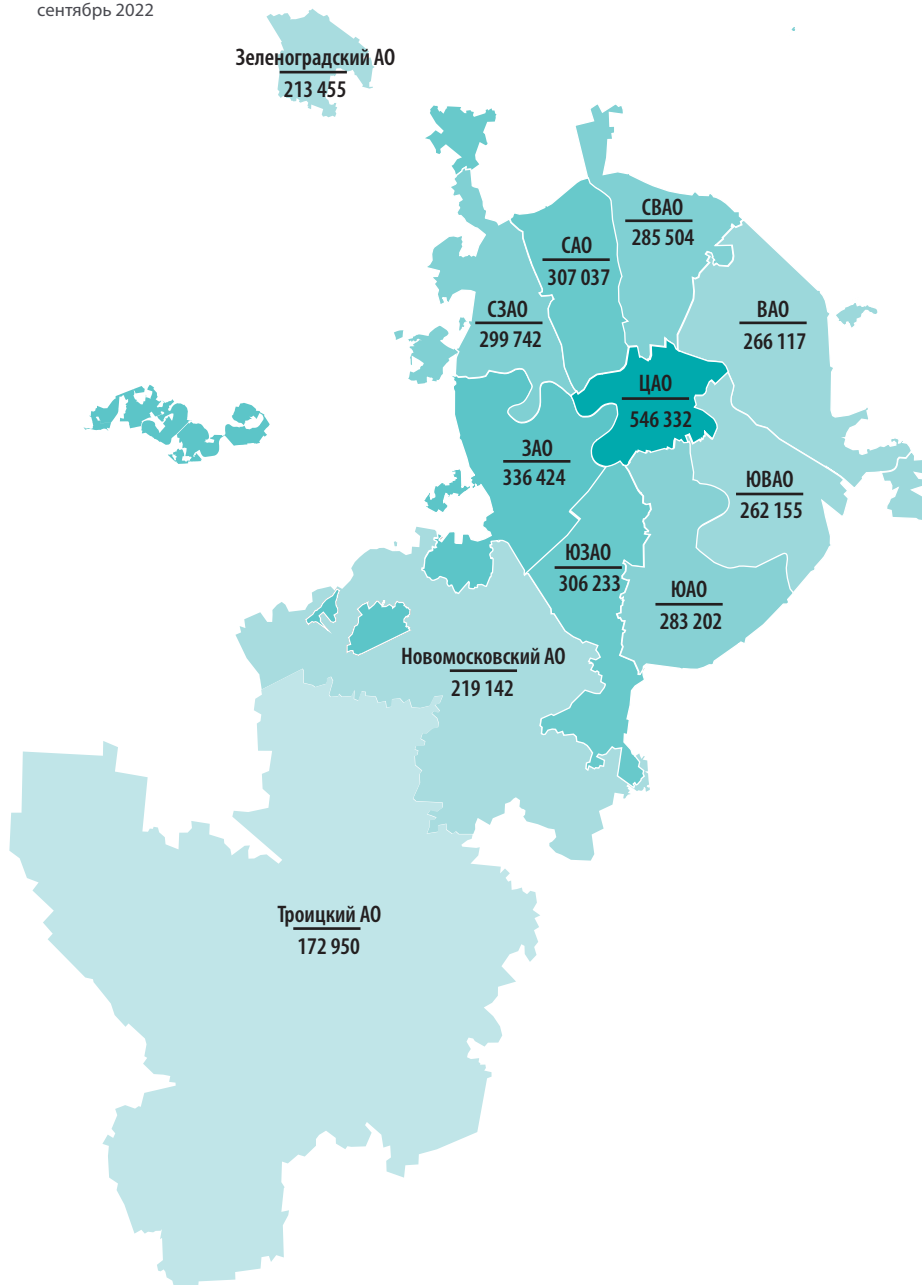 сентябрь 2022
Зеленоградский АО
213 455
СВАО
285 504
САО
307 037
СЗАО
299 742
ВАО
266 117
ЦАО
546 332
ЗАО
336 424
ЮВАО
262 155
ЮЗАО
306 233
ЮАО
283 202
Новомосковский АО
219 142
Троицкий АО
172 950